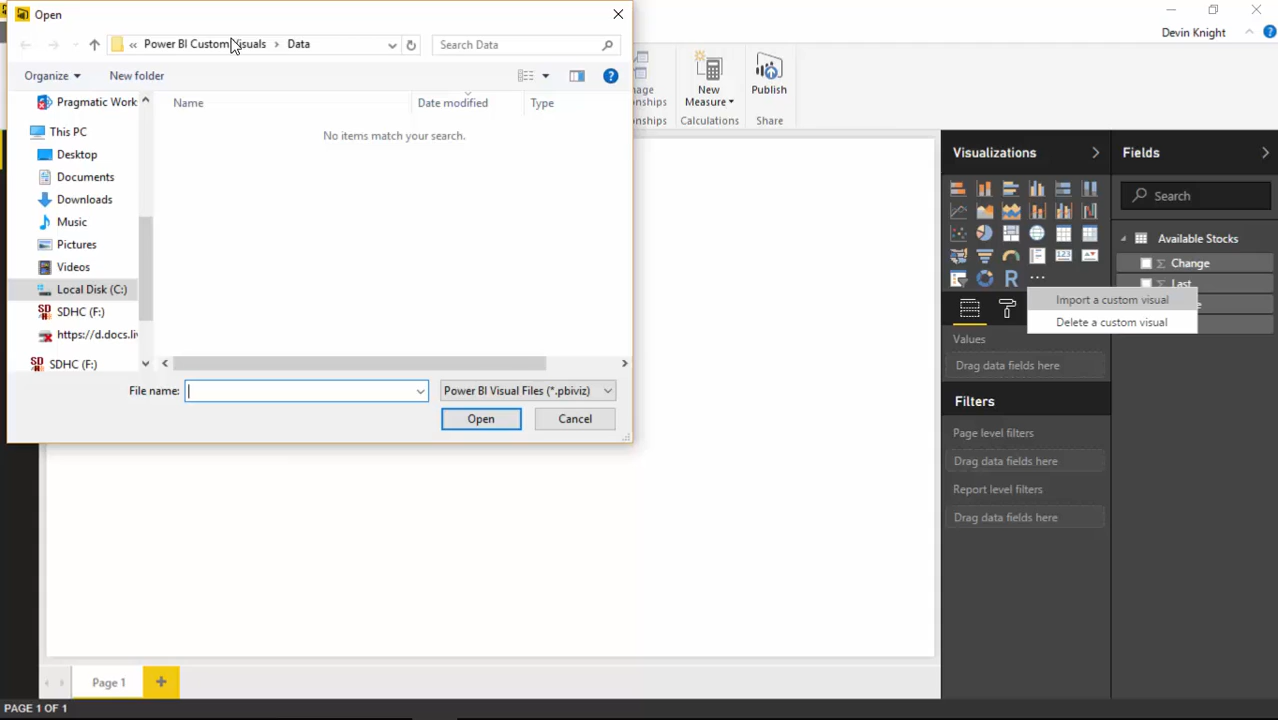 Open
« Power BI Custom Visuals > Data
Search Data
Organize
New folder
Pragmatic Work
This PC
Desktop
Documents
Downloads
Music
Pictures
Videos
Local Disk (C:)
SDHC (F:)
https://d.docs.liv
SDHC (F:)
Name
Date modified
Type
No items match your search.
File name:
Power BI Visual Files (*.pbiviz)
Open
Cancel
Devin Knight
New
Measure
Publish
Calculations
Share
Visualizations
Fields
Search
Available Stocks
Change
Last
Import a custom visual
Delete a custom visual
Values
Drag data fields here
Filters
Page level filters
Drag data fields here
Report level filters
Drag data fields here
Page 1
PAGE 1 OF 1